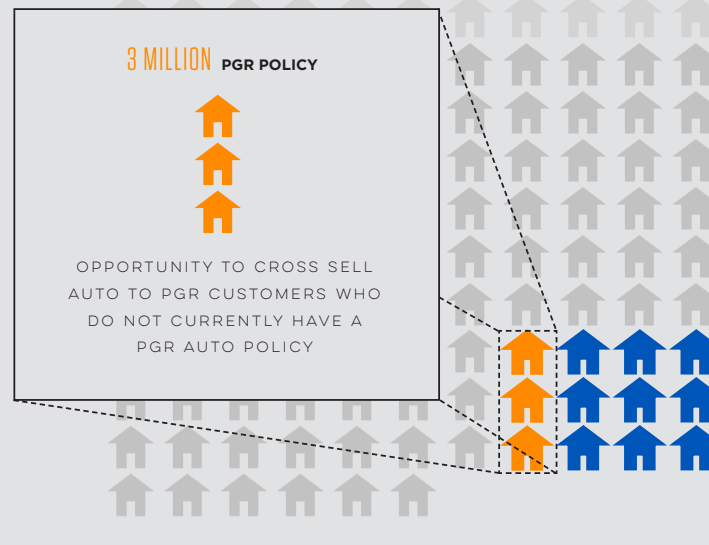 3 MILLION PGR POLICY
OPPORTUNITY TO CROSS SELL
AUTO TO PGR CUSTOMERS WHO
DO NOT CURRENTLY HAVE A
PGR AUTO POLICY